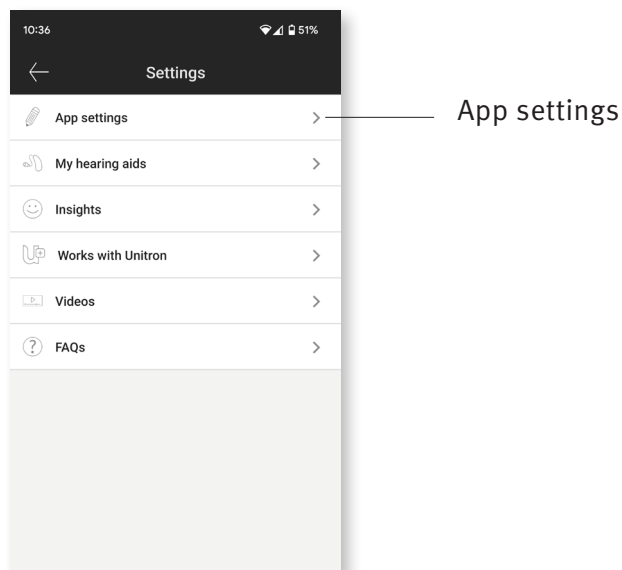 10:36 51%
Settings
App settings
App settings
My hearing aids
Insights
Works with Unitron
Videos
FAQs